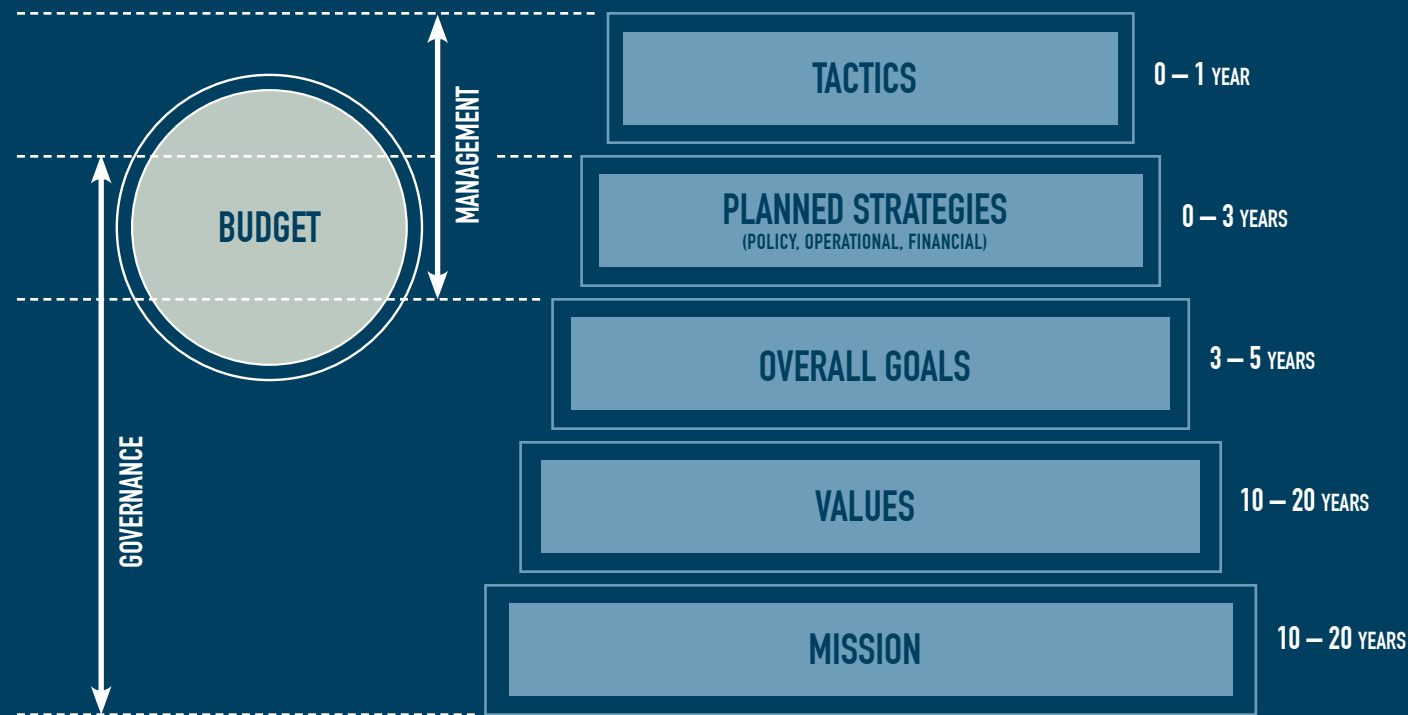 TACTICS
0 – 1 YEAR
MANAGEMENT
BUDGET
PLANNED STRATEGIES
(POLICY, OPERATIONAL, FINANCIAL)
0 – 3 YEARS
OVERALL GOALS
3 – 5 YEARS
GOVERNANCE
VALUES
10 – 20 YEARS
MISSION
10 – 20 YEARS